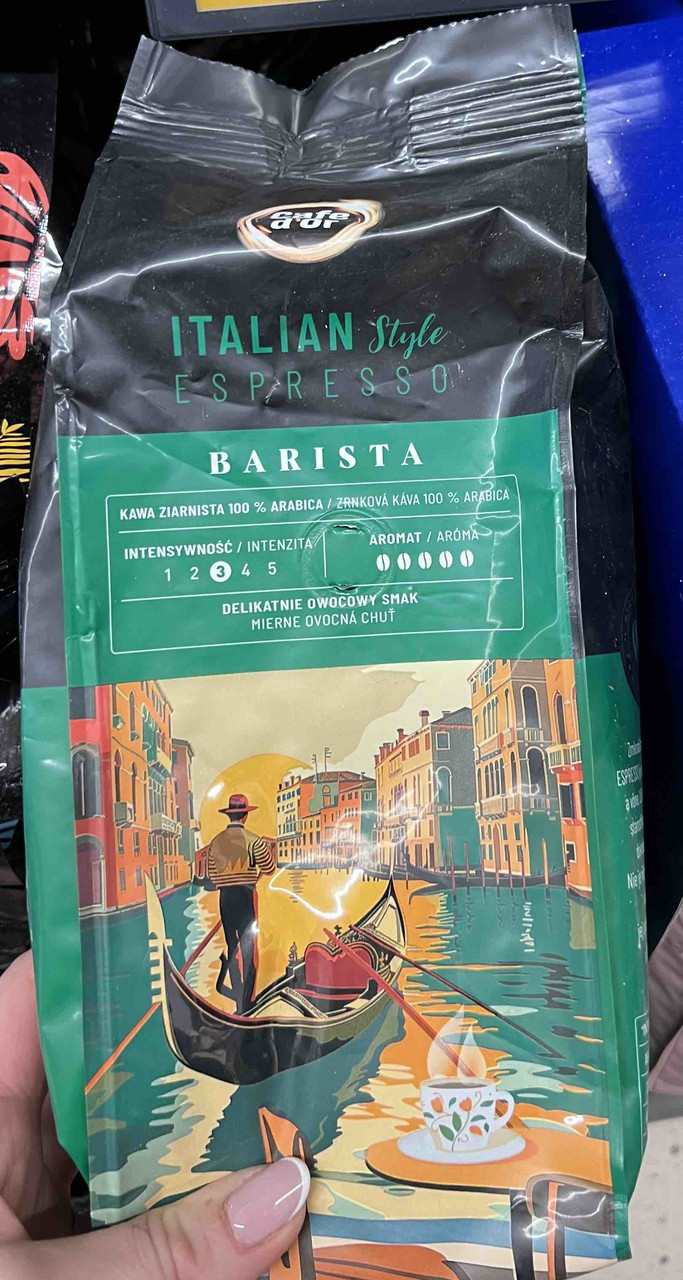 cafe
d'or
ITALIAN Style
ESPRESSO
BARISTA
KAWA ZIARNISTA 100 % ARABICA / ZRNKOVÁ KÁVA 100 % ARABICA
INTENSYWNOŚĆ / INTENZITA
1 2 3 4 5
AROMAT / ARÓMA
DELIKATNIE OWOCOWY SMAK
MIERNE OVOCNÁ CHUŤ
ESPRESSO